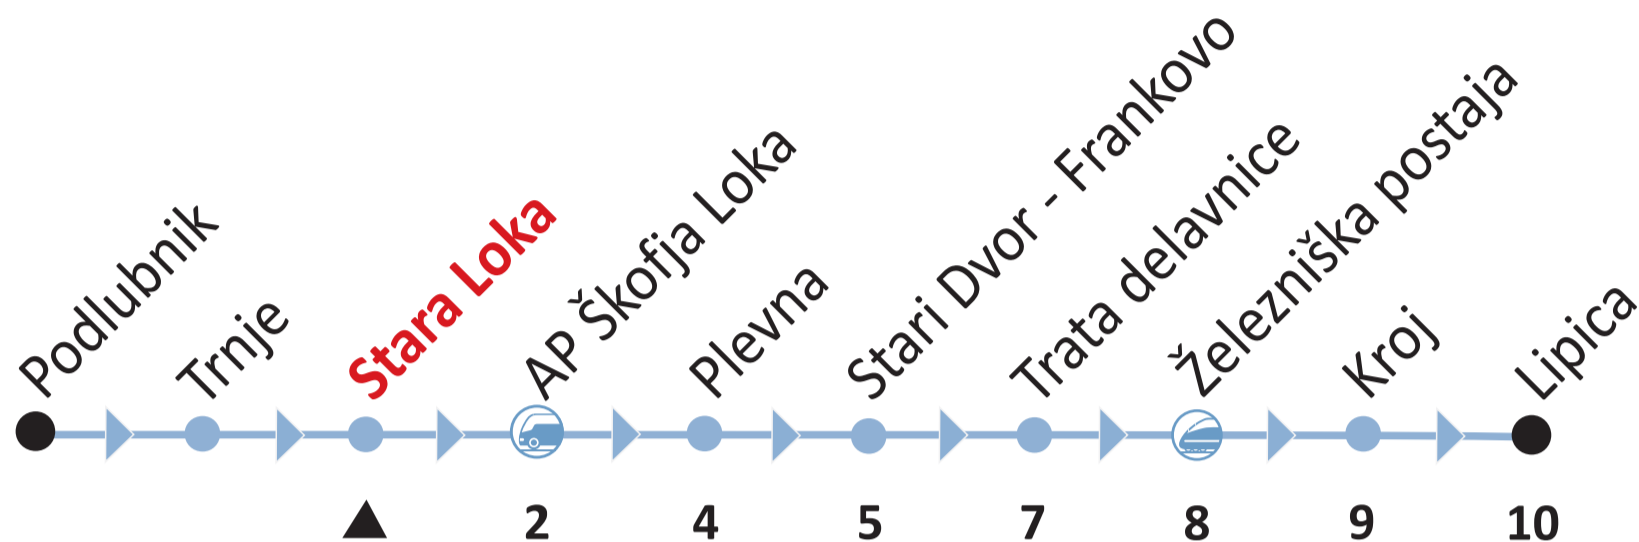 Podlubnik
Trnje
Stara Loka
AP Škofja Loka
Plevna
Stari Dvor - Frankovo
Trata delavnice
Železniška postaja
Kroj
Lipica
2 4 5 7 8 9 10